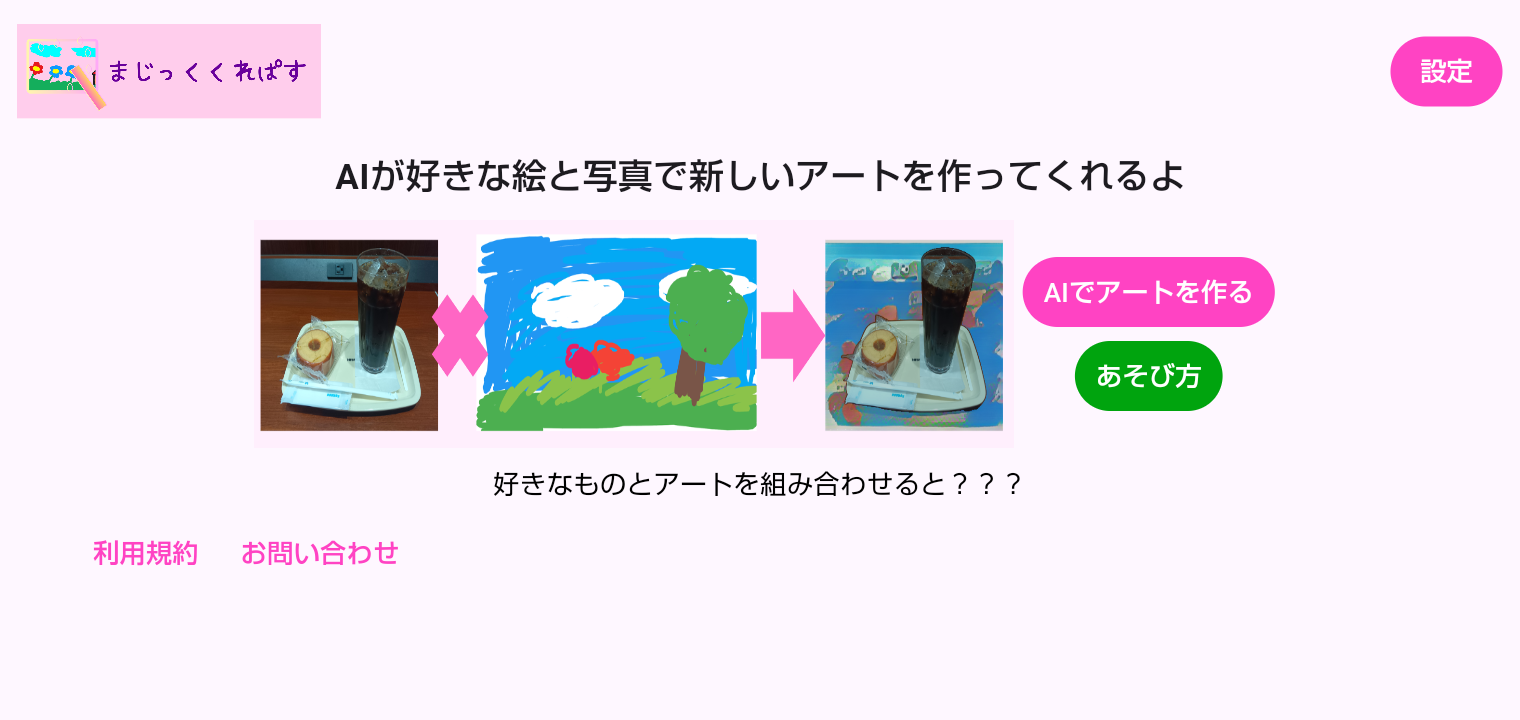 まじっくくれぱす
設定
AIが好きな絵と写真で新しいアートを作ってくれるよ
AIでアートを作る
あそび方
好きなものとアートを組み合わせると？？？
利用規約
お問い合わせ